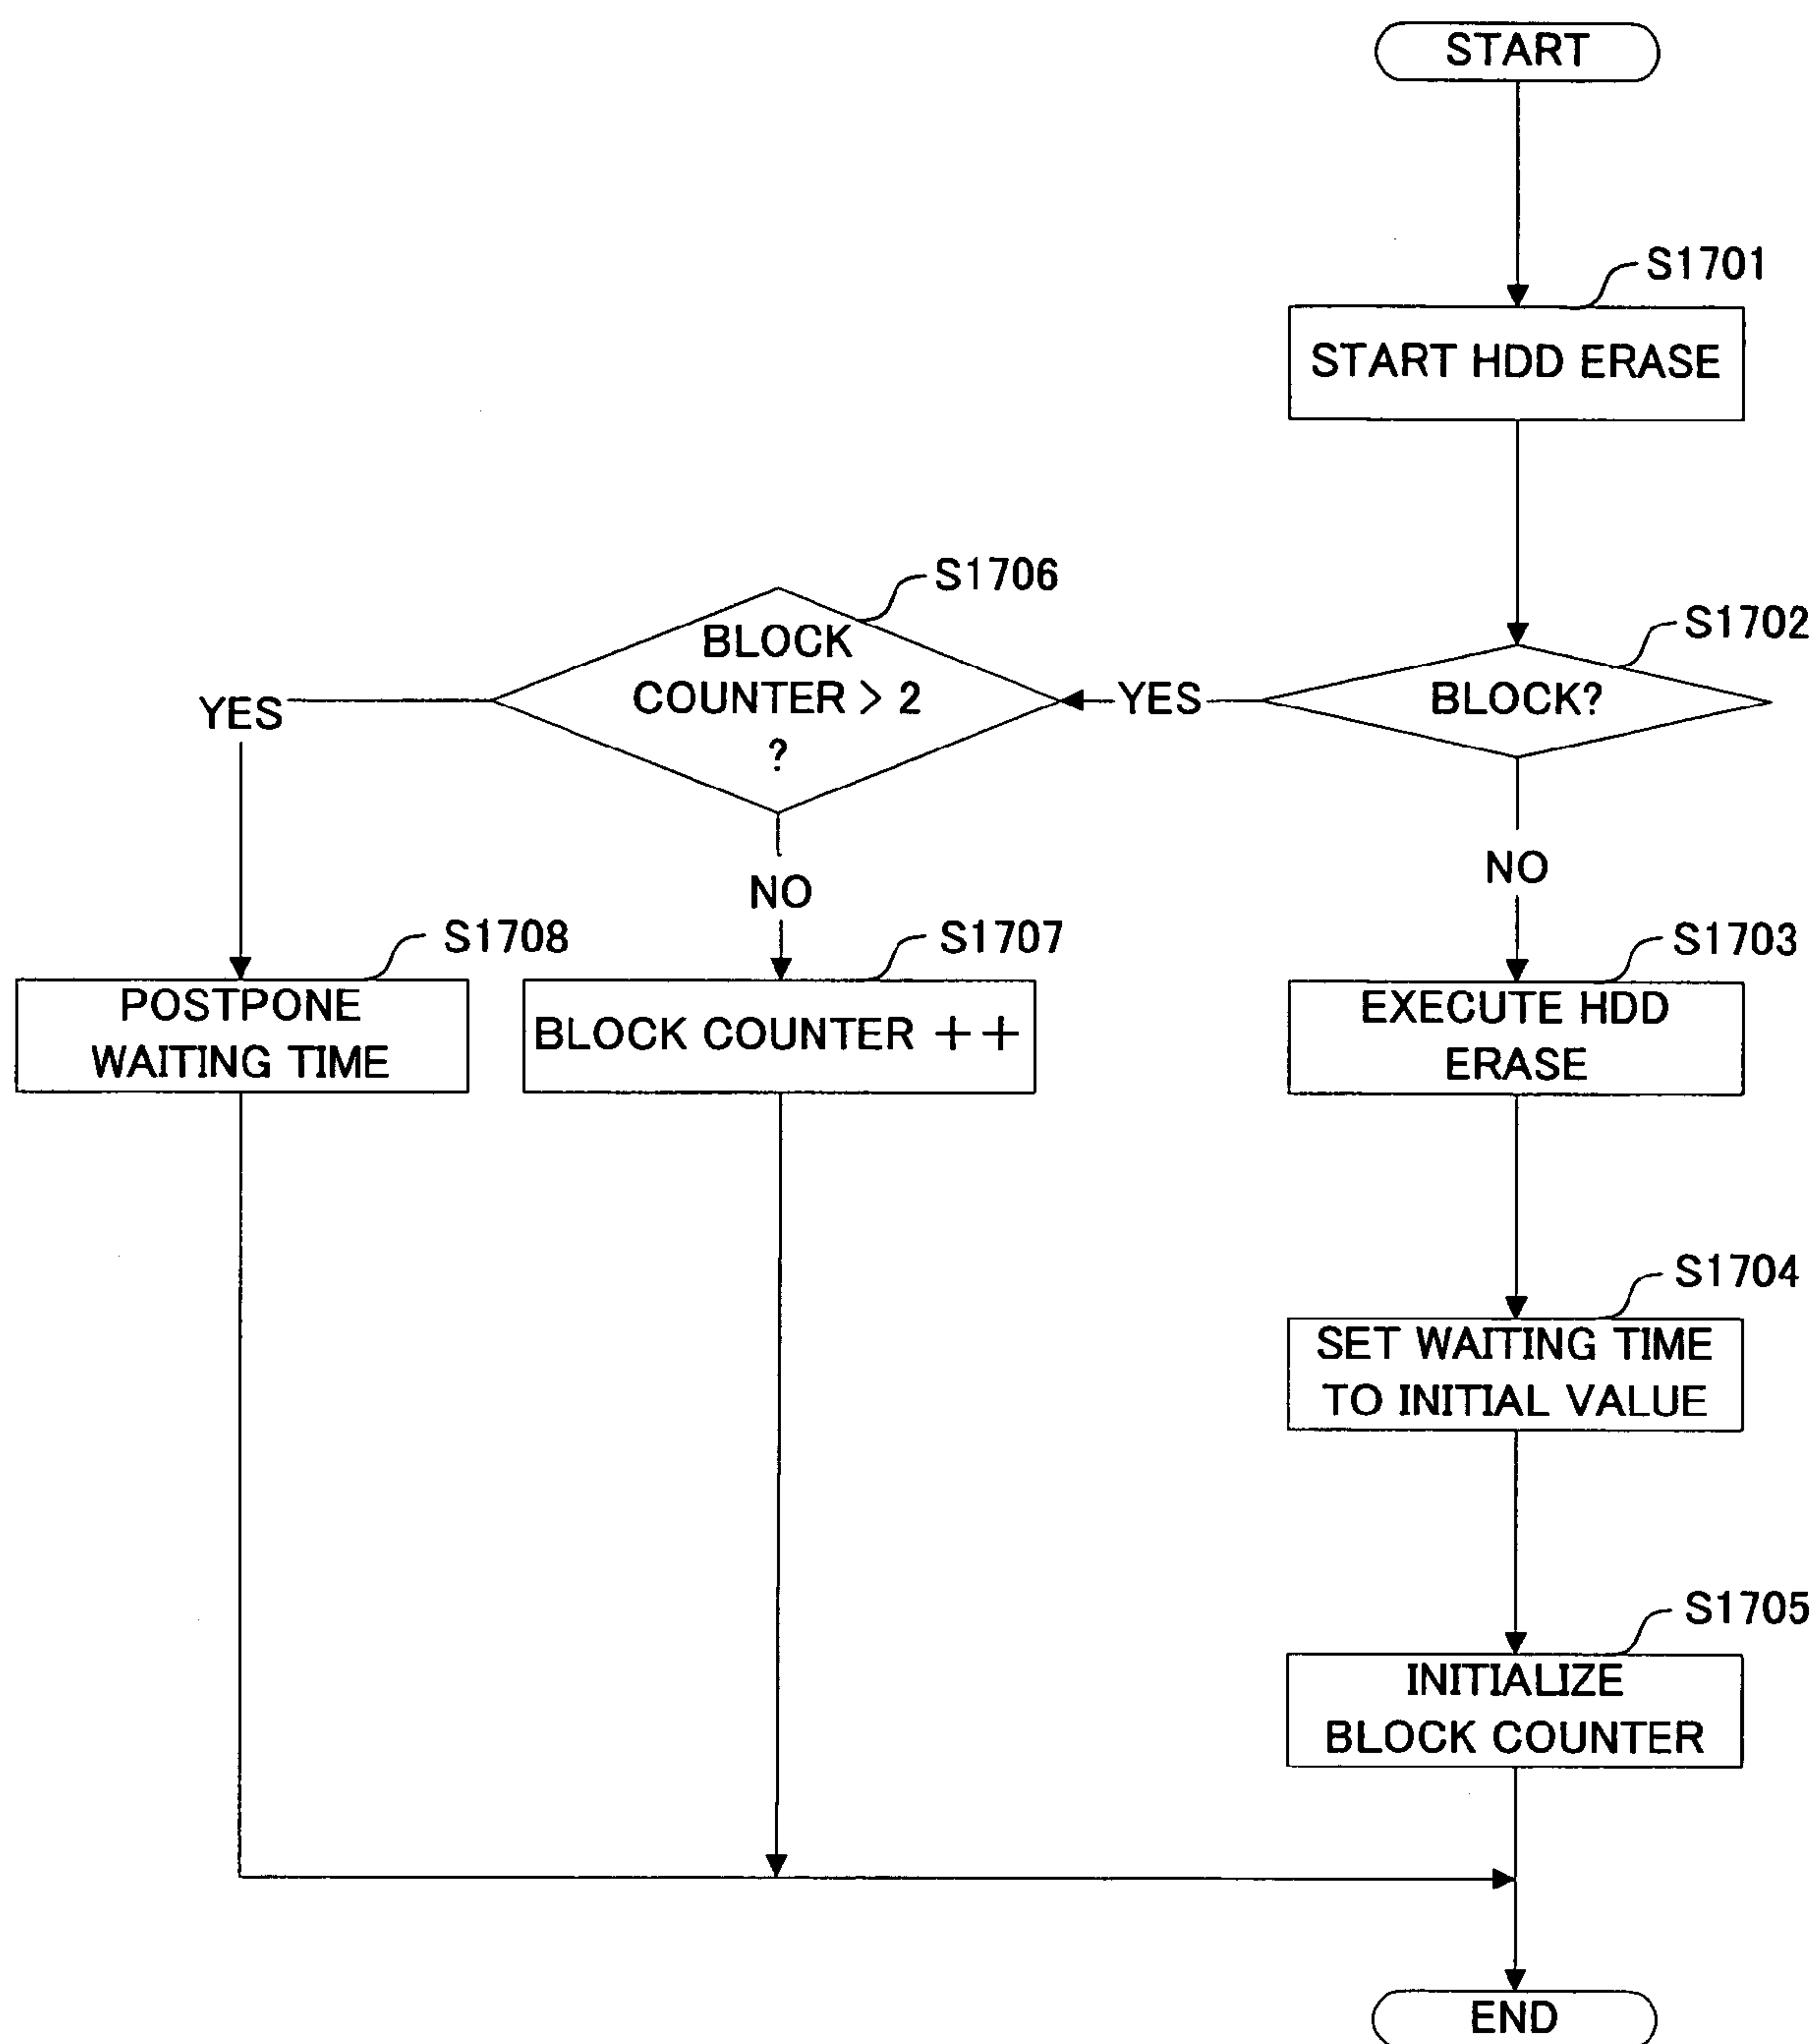 START
S1701
START HDD ERASE
S1706
BLOCK
COUNTER > 2
?
S1702
BLOCK?
YES
YES
NO
NO
S1708
POSTPONE
WAITING TIME
S1707
BLOCK COUNTER ++
S1703
EXECUTE HDD
ERASE
S1704
SET WAITING TIME
TO INITIAL VALUE
S1705
INITIALIZE
BLOCK COUNTER
END